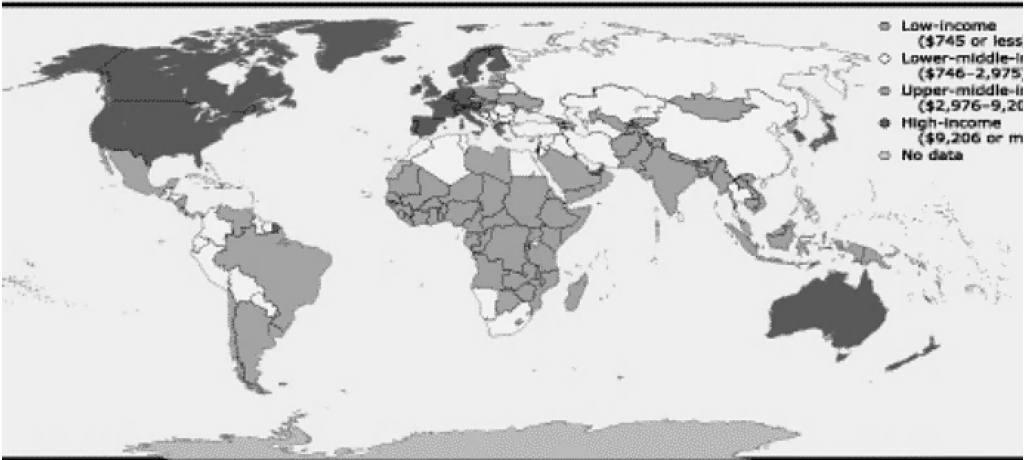 Low-income
($745 or less
Lower-middle-i
($746–2,975
Upper-middle-i
($2,976–9,20
High-income
($9,206 or m
No data